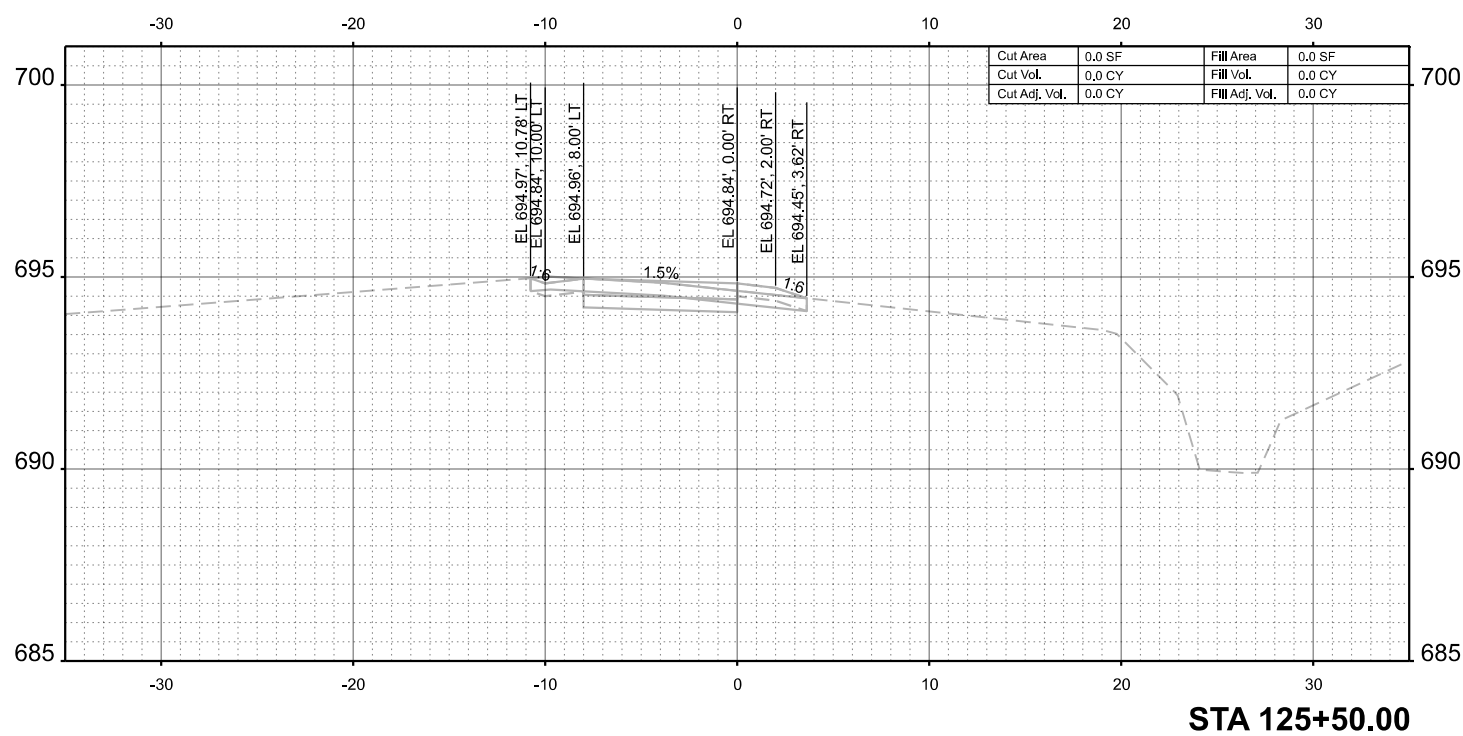 -30 -20 -10 0 10 20 30
Cut Area 0.0 SF Fill Area 0.0 SF
Cut Vol. 0.0 CY Fill Vol. 0.0 CY
Cut Adj. Vol. 0.0 CY Fill Adj. Vol. 0.0 CY
700 700
EL 694.97', 10.78' LT
EL 694.84', 10.00' LT
EL 694.96', 8.00' LT
EL 694.84', 0.00' RT
EL 694.72', 2.00' RT
EL 694.45', 3.62' RT
695 1:6 1.5% 1:6 695
690 690
685 685
-30 -20 -10 0 10 20 30
STA 125+50.00